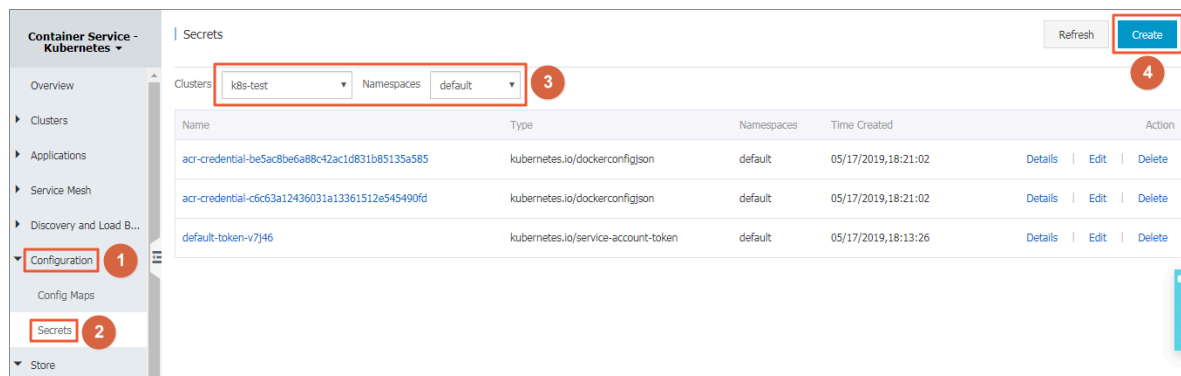 Container Service -
Kubernetes
Secrets
Refresh
Create
4
Overview
Clusters
k8s-test
Namespaces
default
3
Clusters
Name
Type
Namespaces
Time Created
Action
Applications
acr-credential-be5ac8be6a88c42ac1d831b85135a585
kubernetes.io/dockerconfigjson
default
05/17/2019,18:21:02
Details | Edit | Delete
Service Mesh
acr-credential-c6c63a12436031a13361512e545490fd
kubernetes.io/dockerconfigjson
default
05/17/2019,18:21:02
Details | Edit | Delete
Discovery and Load B...
default-token-v7j46
kubernetes.io/service-account-token
default
05/17/2019,18:13:26
Details | Edit | Delete
Configuration
1
Config Maps
Secrets
2
Store